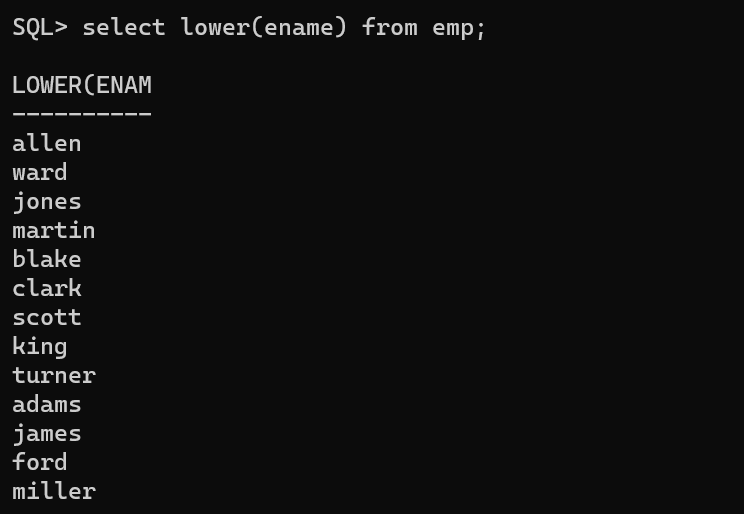 SQL> select lower(ename) from emp;
LOWER(ENAM
----------
allen
ward
jones
martin
blake
clark
scott
king
turner
adams
james
ford
miller